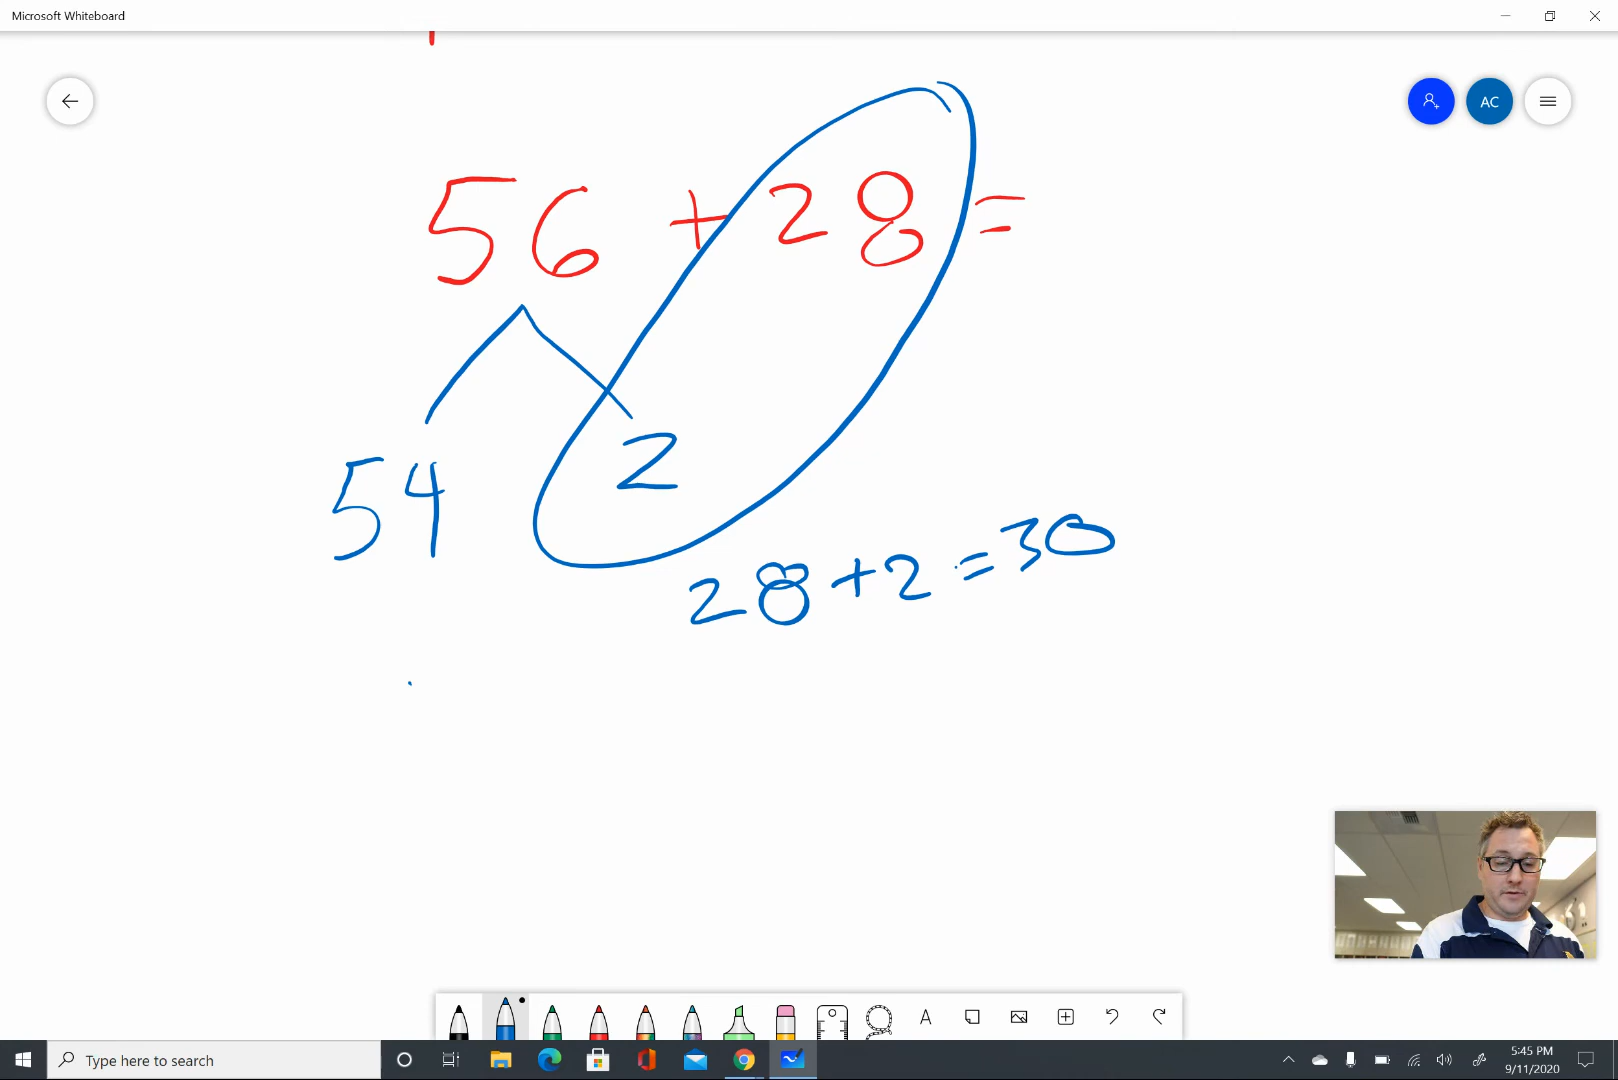 Microsoft Whiteboard
AC
56 + 28 =
54 2
28 + 2 = 30
A
Type here to search
5:45 PM
9/11/2020